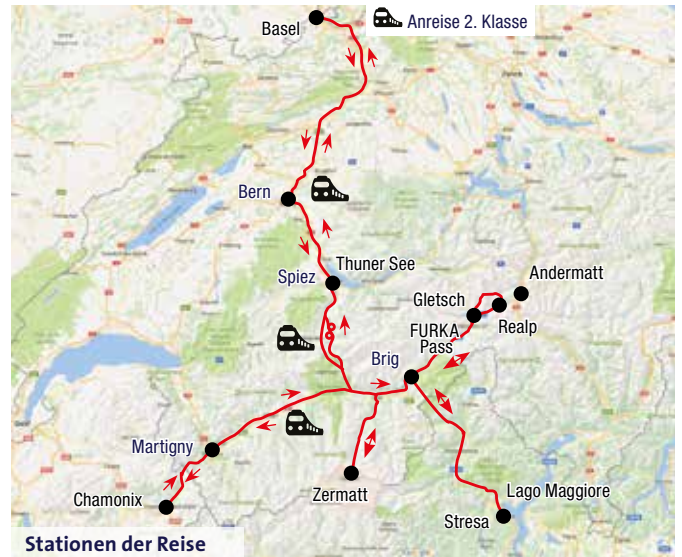 Basel
Anreise 2. Klasse
Bern
Thuner See
Spiez
Andermatt
Gletsch
Realp
FURKA
Pass
Brig
Martigny
Chamonix
Zermatt
Lago Maggiore
Stresa
Stationen der Reise